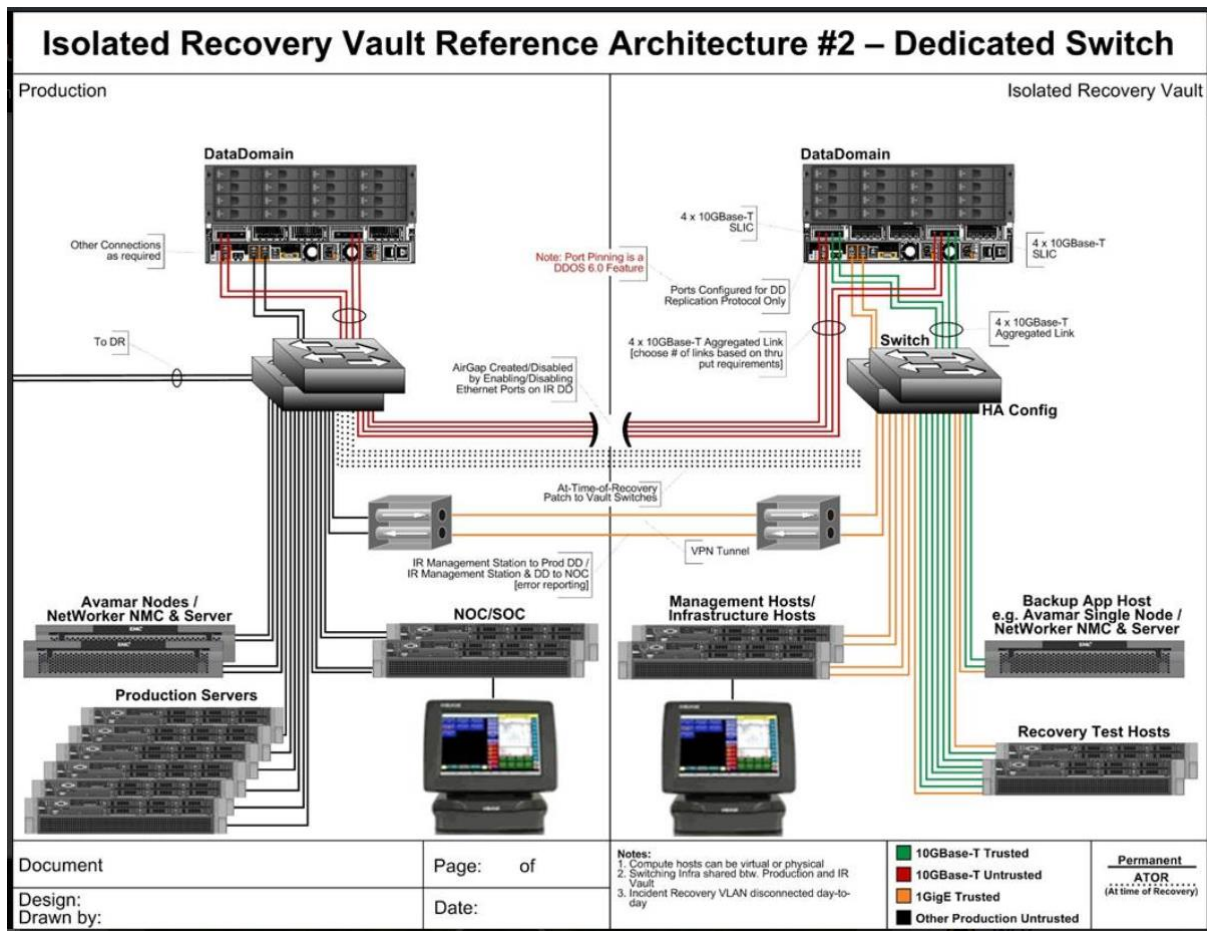 Isolated Recovery Vault Reference Architecture #2 – Dedicated Switch
Production
Isolated Recovery Vault
DataDomain
DataDomain
Other Connections
as required
4 x 10GBase-T
SLIC
4 x 10GBase-T
SLIC
Note: Port Pinning is a
DDOS 6.0 Feature
Ports Configured for DD
Replication Protocol Only
To DR
4 x 10GBase-T Aggregated Link
[choose # of links based on thru
put requirements]
4 x 10GBase-T
Aggregated Link
Switch
HA Config
AirGap Created/Disabled
by Enabling/Disabling
Ethernet Ports on IR DD
At-Time-of-Recovery
Patch to Vault Switches
VPN Tunnel
IR Management Station to Prod DD /
IR Management Station & DD to NOC
[error reporting]
Avamar Nodes /
NetWorker NMC & Server
EMC
EMC
NOC/SOC
Management Hosts/
Infrastructure Hosts
Backup App Host
e.g. Avamar Single Node /
NetWorker NMC & Server
EMC
Production Servers
Recovery Test Hosts
Document
Page: of
Design:
Drawn by:
Date:
Notes:
1. Compute hosts can be virtual or physical
2. Switching Infra shared btw. Production and IR
Vault
3. Incident Recovery VLAN disconnected day-to-
day
10GBase-T Trusted
10GBase-T Untrusted
1GigE Trusted
Other Production Untrusted
Permanent
ATOR
(At time of Recovery)